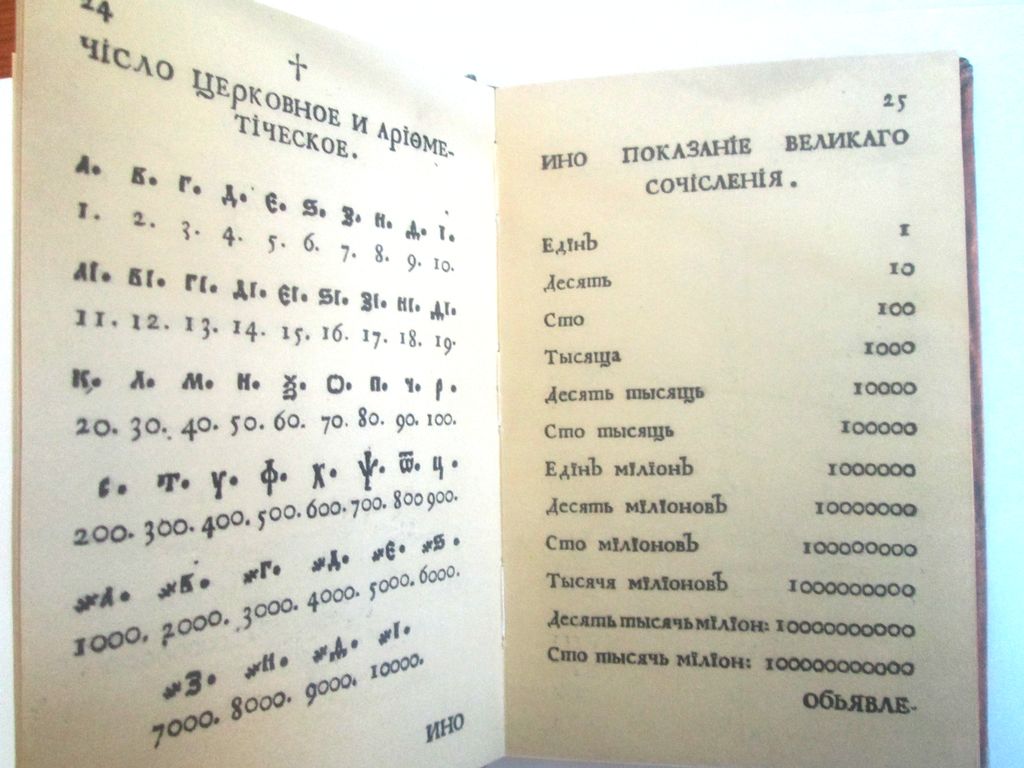 24
†
ЧІСЛО ЦЕРКОВНОЕ И АРІѲМЕ-
ТІЧЕСКОЕ.
А. В. Г. Д. Є. Ѕ. З. Н. Д. І.
1. 2. 3. 4. 5. 6. 7. 8. 9. 10.
АІ. ВІ. ГІ. ДІ. ЄІ. ЅІ. ЗІ. НІ. ДІ.
11. 12. 13. 14. 15. 16. 17. 18. 19.
К. Л. М. Н. Ѯ. О. П. Ч. Р.
20. 30. 40. 50. 60. 70. 80. 90. 100.
С. Т. У. Ф. Х. Ѱ. Ѿ. Ц.
200. 300. 400. 500. 600. 700. 800 900.
҂А. ҂В. ҂Г. ҂Д. ҂Є. ҂Ѕ.
1000. 2000. 3000. 4000. 5000. 6000.
҂З. ҂Н. ҂Д. ҂І.
7000. 8000. 9000. 10000.
ИНО
25
ИНО ПОКАЗАНІЕ ВЕЛИКАГО
СОЧІСЛЕНІЯ.
Едінъ 1
Десять 10
Сто 100
Тысяща 1000
Десять тысящь 10000
Сто тысящь 100000
Едінъ міліонъ 1000000
Десять міліоновъ 10000000
Сто міліоновъ 100000000
Тысячя міліоновъ 1000000000
Десять тысячь міліон: 10000000000
Сто тысячь міліон: 100000000000
ОБЬЯВЛЕ-